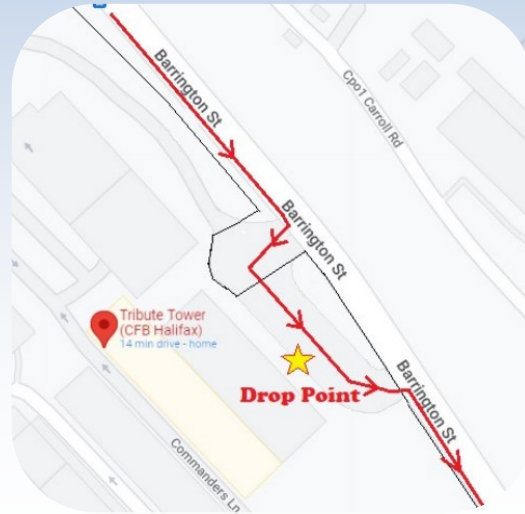 Barrington St
Cpo1 Carroll Rd
Barrington St
Tribute Tower
(CFB Halifax)
14 min drive - home
Drop Point
Barrington St
Commanders Ln